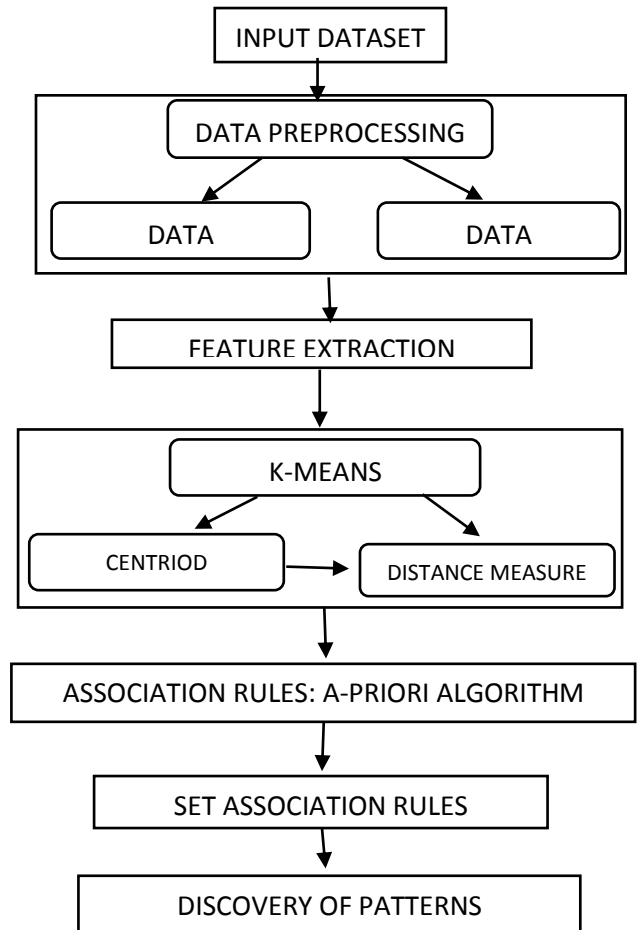 INPUT DATASET
DATA PREPROCESSING
DATA
DATA
FEATURE EXTRACTION
K-MEANS
CENTRIOD
DISTANCE MEASURE
ASSOCIATION RULES: A-PRIORI ALGORITHM
SET ASSOCIATION RULES
DISCOVERY OF PATTERNS